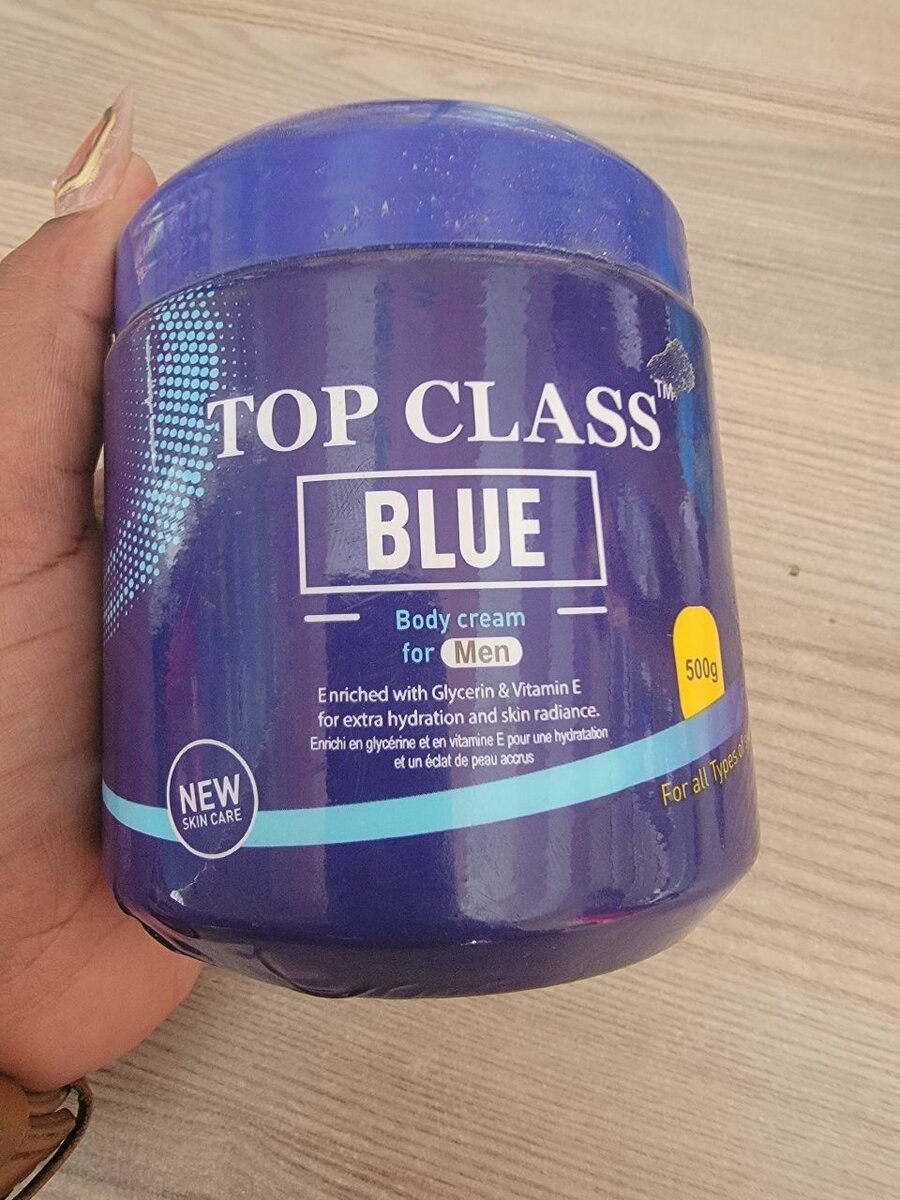 TOP CLASS™
BLUE
Body cream
for Men
Enriched with Glycerin & Vitamin E
for extra hydration and skin radiance.
Enrichi en glycérine et en vitamine E pour une hydratation
et un éclat de peau accrus
500g
For all Types
NEW
SKIN CARE